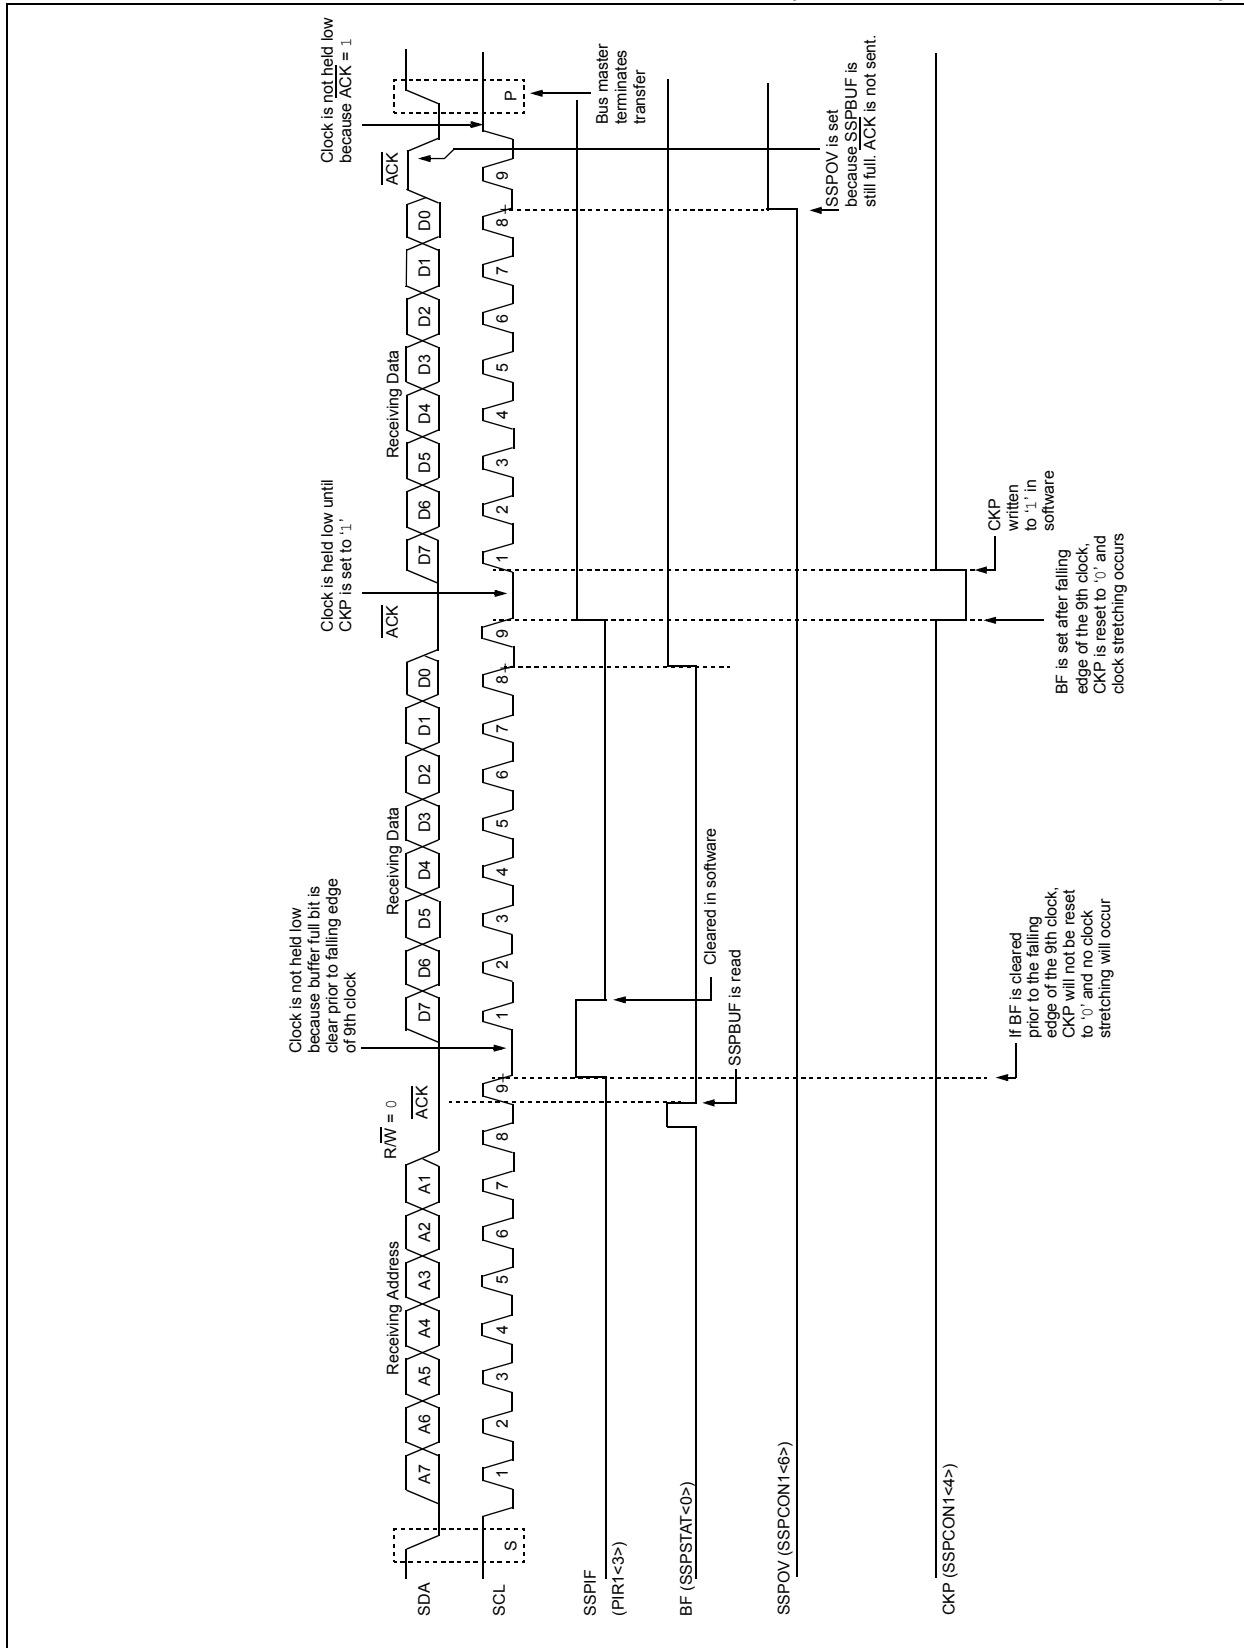 Clock is not held low
because buffer full bit is
clear prior to falling edge
of 9th clock
Clock is held low until
CKP is set to ‘1’
Clock is not held low
because ACK = 1
Receiving Address
R/W = 0
ACK
Receiving Data
ACK
Receiving Data
ACK
SDA
A7 A6 A5 A4 A3 A2 A1
D7 D6 D5 D4 D3 D2 D1 D0
D7 D6 D5 D4 D3 D2 D1 D0
SCL
S
1 2 3 4 5 6 7 8 9
1 2 3 4 5 6 7 8 9
1 2 3 4 5 6 7 8 9
P
SSPIF
(PIR1<3>)
Bus master
terminates
transfer
Cleared in software
BF (SSPSTAT<0>)
SSPBUF is read
SSPOV (SSPCON1<6>)
SSPOV is set
because SSPBUF is
still full. ACK is not sent.
CKP (SSPCON1<4>)
If BF is cleared
prior to the falling
edge of the 9th clock,
CKP will not be reset
to ‘0’ and no clock
stretching will occur
CKP
written
to ‘1’ in
software
BF is set after falling
edge of the 9th clock,
CKP is reset to ‘0’ and
clock stretching occurs